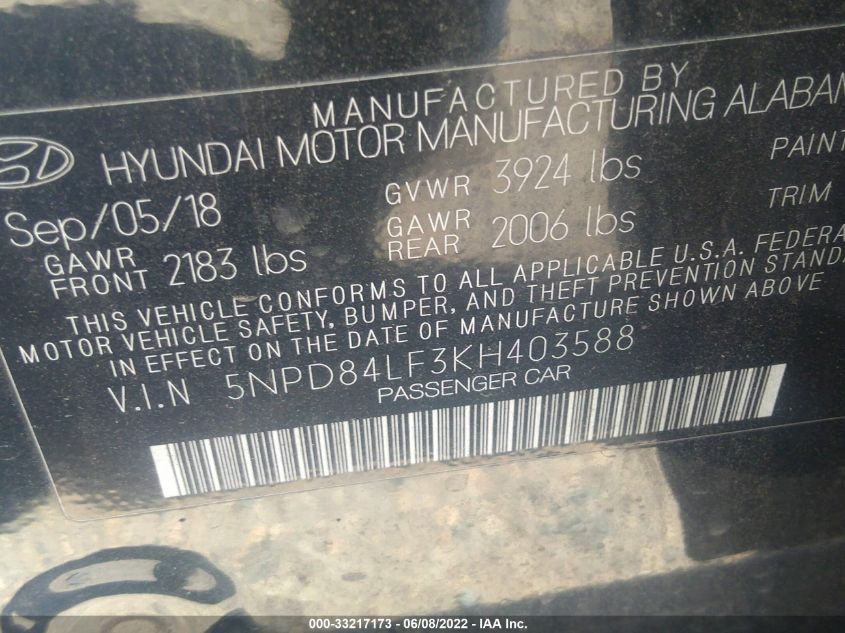 MANUFACTURED BY
HYUNDAI MOTOR MANUFACTURING ALABAM
Sep/05/18 GVWR 3924 lbs PAINT
GAWR FRONT 2183 lbs GAWR REAR 2006 lbs TRIM
THIS VEHICLE CONFORMS TO ALL APPLICABLE U.S.A. FEDERA
MOTOR VEHICLE SAFETY, BUMPER, AND THEFT PREVENTION STANDA
IN EFFECT ON THE DATE OF MANUFACTURE SHOWN ABOVE
V.I.N 5NPD84LF3KH403588
PASSENGER CAR
000-33217173 - 06/08/2022 - IAA Inc.